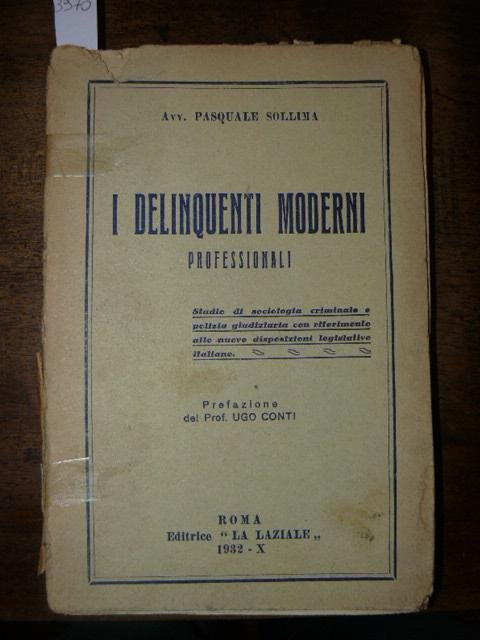 3970
Avv. PASQUALE SOLLIMA
I DELINQUENTI MODERNI
PROFESSIONALI
Studio di sociologia criminale e
polizia giudiziaria con riferimento
alle nuove disposizioni legislative
italiane.
Prefazione
del Prof. UGO CONTI
ROMA
Editrice "LA LAZIALE„
1932 - X